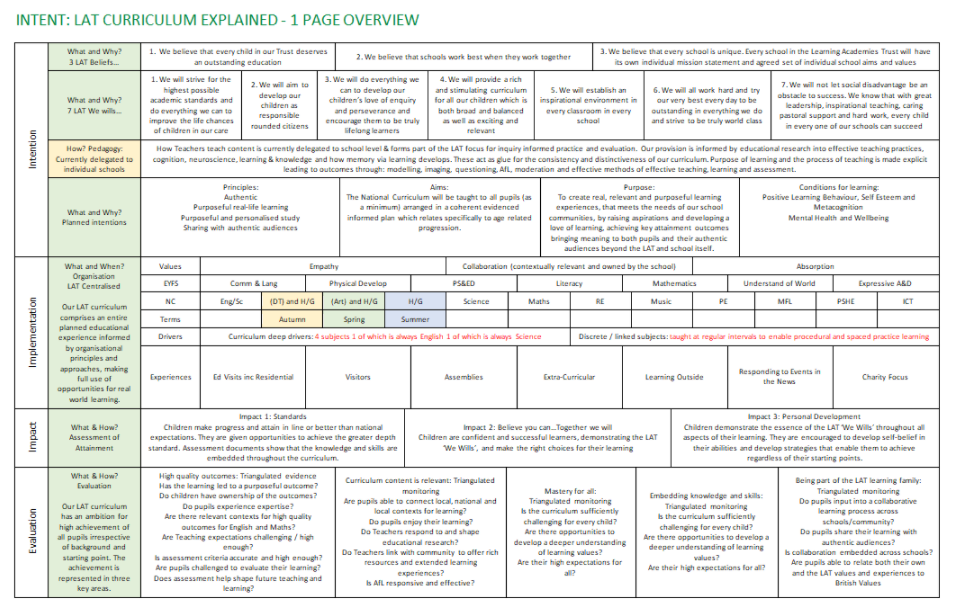 INTENT: LAT CURRICULUM EXPLAINED - 1 PAGE OVERVIEW
Intention
What and Why?
3 LAT Beliefs...
1. We believe that every child in our Trust deserves
an outstanding education
2. We believe that schools work best when they work together
3. We believe that every school is unique. Every school in the Learning Academies Trust will have
its own individual mission statement and agreed set of individual school aims and values
What and Why?
7 LAT We wills...
1. We will strive for the
highest possible
academic standards and
do everything we can to
improve the life chances
of children in our care
2. We will aim to
develop our
children as
responsible
rounded citizens
3. We will do everything we
can to develop our
children's love of enquiry
and perseverance and
encourage them to be truly
lifelong learners
4. We will provide a rich
and stimulating curriculum
for all our children which is
both broad and balanced
as well as exciting and
relevant
5. We will establish an
inspirational environment in
every classroom in every
school
6. We will all work hard and try
our very best every day to be
outstanding in everything we do
and strive to be truly world class
7. We will not let social disadvantage be an
obstacle to success. We know that with great
leadership, inspirational teaching, caring
pastoral support and hard work, every child
in every one of our schools can succeed
How? Pedagogy:
Currently delegated to
individual schools
How Teachers teach content is currently delegated to school level & forms part of the LAT focus for inquiry informed practice and evaluation. Our provision is informed by educational research into effective teaching practices,
cognition, neuroscience, learning & knowledge and how memory via learning develops. These act as glue for the consistency and distinctiveness of our curriculum. Purpose of learning and the process of teaching is made explicit
leading to outcomes through: modelling, imaging, questioning, AfL, moderation and effective methods of effective teaching, learning and assessment.
What and Why?
Planned intentions
Principles:
Authentic
Purposeful real-life learning
Purposeful and personalised study
Sharing with authentic audiences
Aims:
The National Curriculum will be taught to all pupils (as
a minimum) arranged in a coherent evidenced
informed plan which relates specifically to age related
progression.
Purpose:
To create real, relevant and purposeful learning
experiences, that meets the needs of our school
communities, by raising aspirations and developing a
love of learning, achieving key attainment outcomes
bringing meaning to both pupils and their authentic
audiences beyond the LAT and school itself.
Conditions for learning:
Positive Learning Behaviour, Self Esteem and
Metacognition
Mental Health and Wellbeing
Implementation
What and When?
Organisation
LAT Centralised
Our LAT curriculum
comprises an entire
planned educational
experience informed
by organisational
principles and
approaches, making
full use of
opportunities for real
world learning.
Values
Empathy
Collaboration (contextually relevant and owned by the school)
Absorption
EYFS
Comm & Lang
Physical Develop
PS&ED
Literacy
Mathematics
Understand of World
Expressive A&D
NC
Eng/Sc
(DT) and H/G
(Art) and H/G
H/G
Science
Maths
RE
Music
PE
MFL
PSHE
ICT
Terms
Autumn
Spring
Summer
Drivers
Curriculum deep drivers: 4 subjects 1 of which is always English 1 of which is always Science
Discrete / linked subjects: taught at regular intervals to enable procedural and spaced practice learning
Experiences
Ed Visits inc Residential
Visitors
Assemblies
Extra-Curricular
Learning Outside
Responding to Events in
the News
Charity Focus
Impact
What & How?
Assessment of
Attainment
Impact 1: Standards
Children make progress and attain in line or better than national
expectations. They are given opportunities to achieve the greater depth
standard. Assessment documents show that the knowledge and skills are
embedded throughout the curriculum.
Impact 2: Believe you can...Together we will
Children are confident and successful learners, demonstrating the LAT
'We Wills', and make the right choices for their learning
Impact 3: Personal Development
Children demonstrate the essence of the LAT 'We Wills' throughout all
aspects of their learning. They are encouraged to develop self-belief in
their abilities and develop strategies that enable them to achieve
regardless of their starting points.
Evaluation
What & How?
Evaluation
Our LAT curriculum
has an ambition for
high achievement of
all pupils irrespective
of background and
starting point. The
achievement is
represented in three
key areas.
High quality outcomes: Triangulated evidence
Has the learning led to a purposeful outcome?
Do children have ownership of the outcomes?
Do pupils experience expertise?
Are there relevant contexts for high quality
outcomes for English and Maths?
Are Teaching expectations challenging / high
enough?
Is assessment criteria accurate and high enough?
Are pupils challenged to evaluate their learning?
Does assessment help shape future teaching and
learning?
Curriculum content is relevant: Triangulated
monitoring
Are pupils able to connect local, national and
local contexts for learning?
Do pupils enjoy their learning?
Do Teachers respond to and shape
educational research?
Do Teachers link with community to offer rich
resources and extended learning
experiences?
Is AfL responsive and effective?
Mastery for all:
Triangulated monitoring
Is the curriculum sufficiently
challenging for every child?
Are there opportunities to
develop a deeper understanding
of learning values?
Are their high expectations for
all?
Embedding knowledge and skills:
Triangulated monitoring
Is the curriculum sufficiently
challenging for every child?
Are there opportunities to develop a
deeper understanding of learning
values?
Are their high expectations for all?
Being part of the LAT learning family:
Triangulated monitoring
Do pupils input into a collaborative
learning process across
schools/community?
Do pupils share their learning with
authentic audiences?
Is collaboration embedded across schools?
Are pupils able to relate both their own
and the LAT values and experiences to
British Values